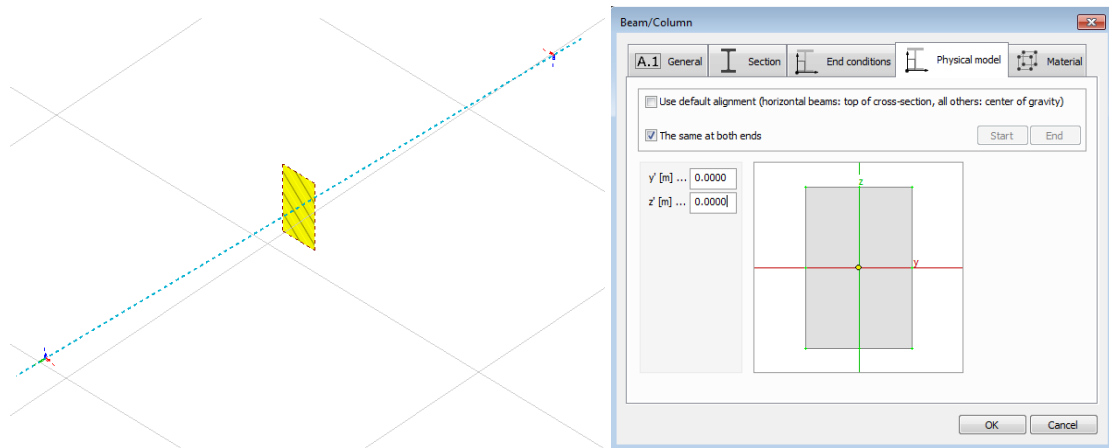 Beam/Column
A.1 General
Section
End conditions
Physical model
Material
Use default alignment (horizontal beams: top of cross-section, all others: center of gravity)
The same at both ends
Start
End
y' [m] ... 0.0000
z' [m] ... 0.0000
z
y
OK
Cancel